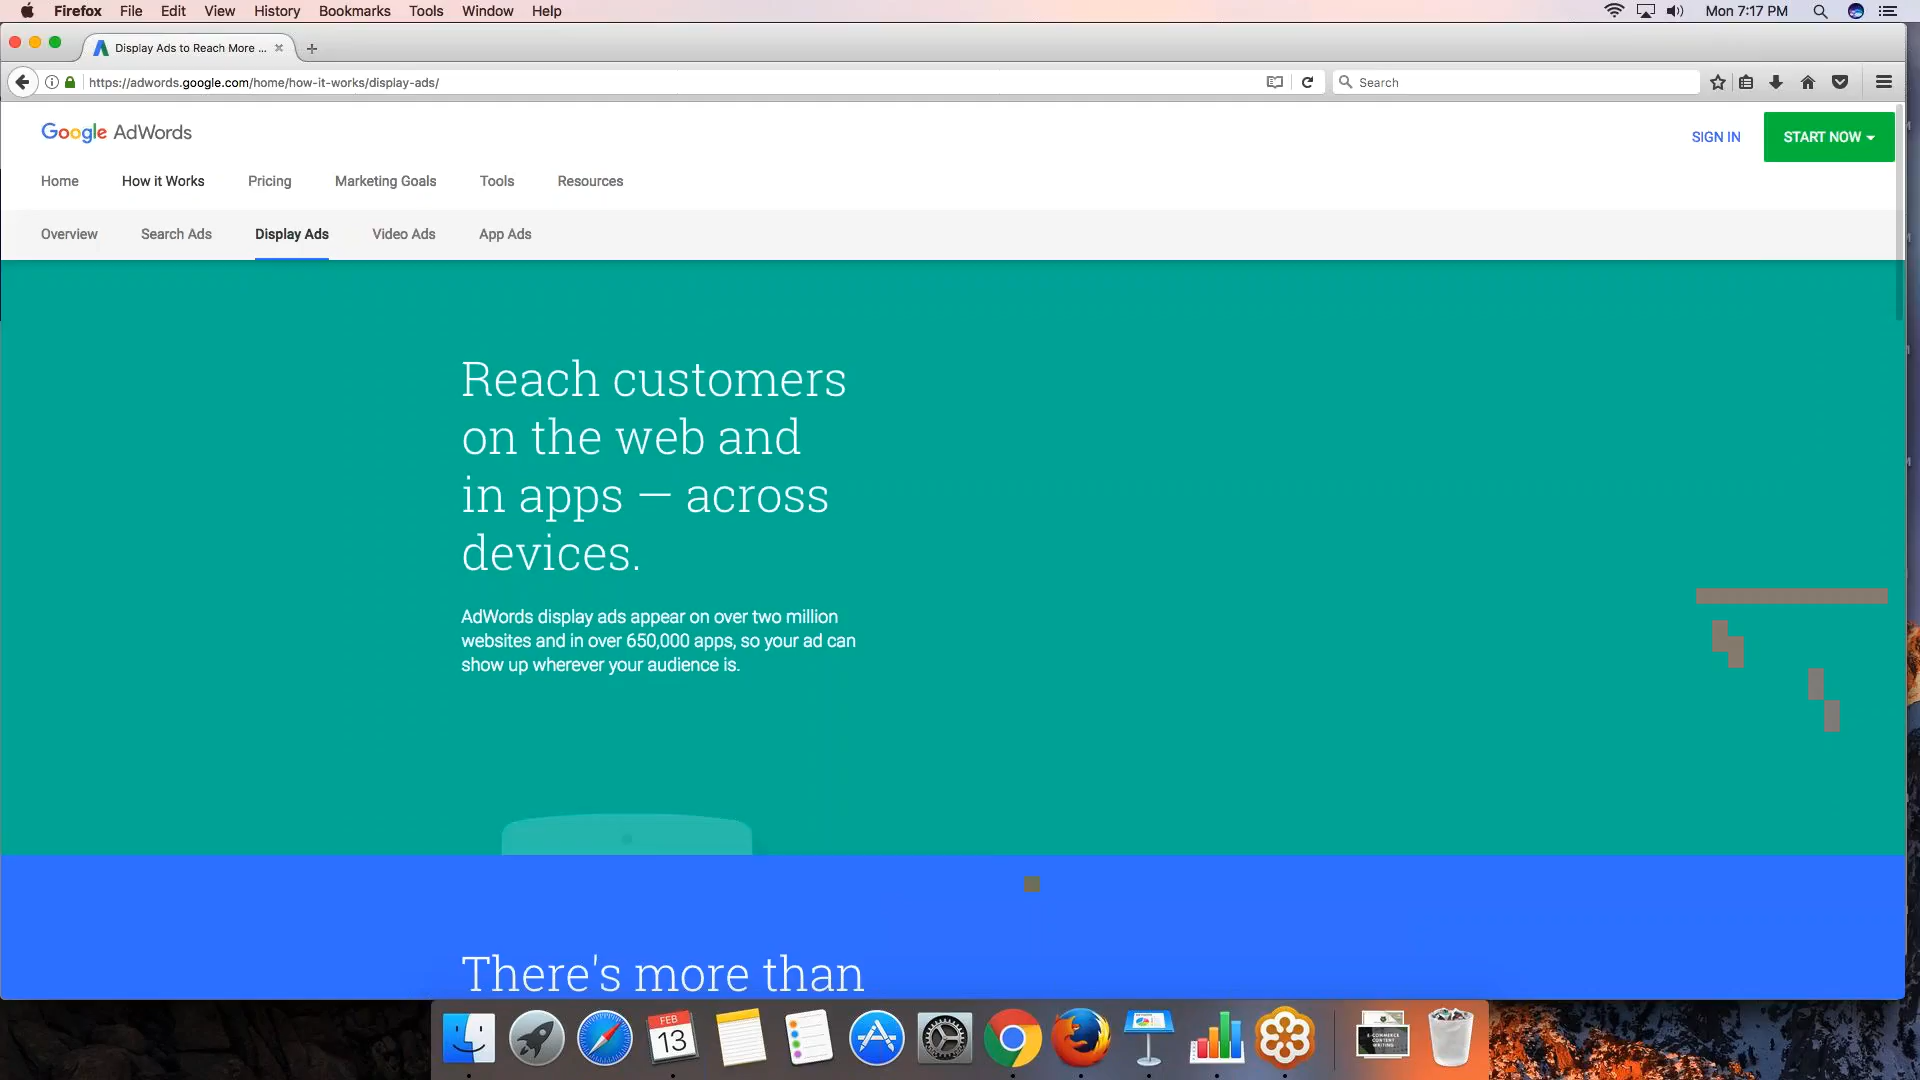 Firefox File Edit View History Bookmarks Tools Window Help Mon 7:17 PM
Display Ads to Reach More ...
https://adwords.google.com/home/how-it-works/display-ads/ Search
Google AdWords
SIGN IN START NOW
Home How it Works Pricing Marketing Goals Tools Resources
Overview Search Ads Display Ads Video Ads App Ads
Reach customers
on the web and
in apps — across
devices.
AdWords display ads appear on over two million
websites and in over 650,000 apps, so your ad can
show up wherever your audience is.
There's more than
FEB
13
E-COMMERCE
CONTENT
WRITING